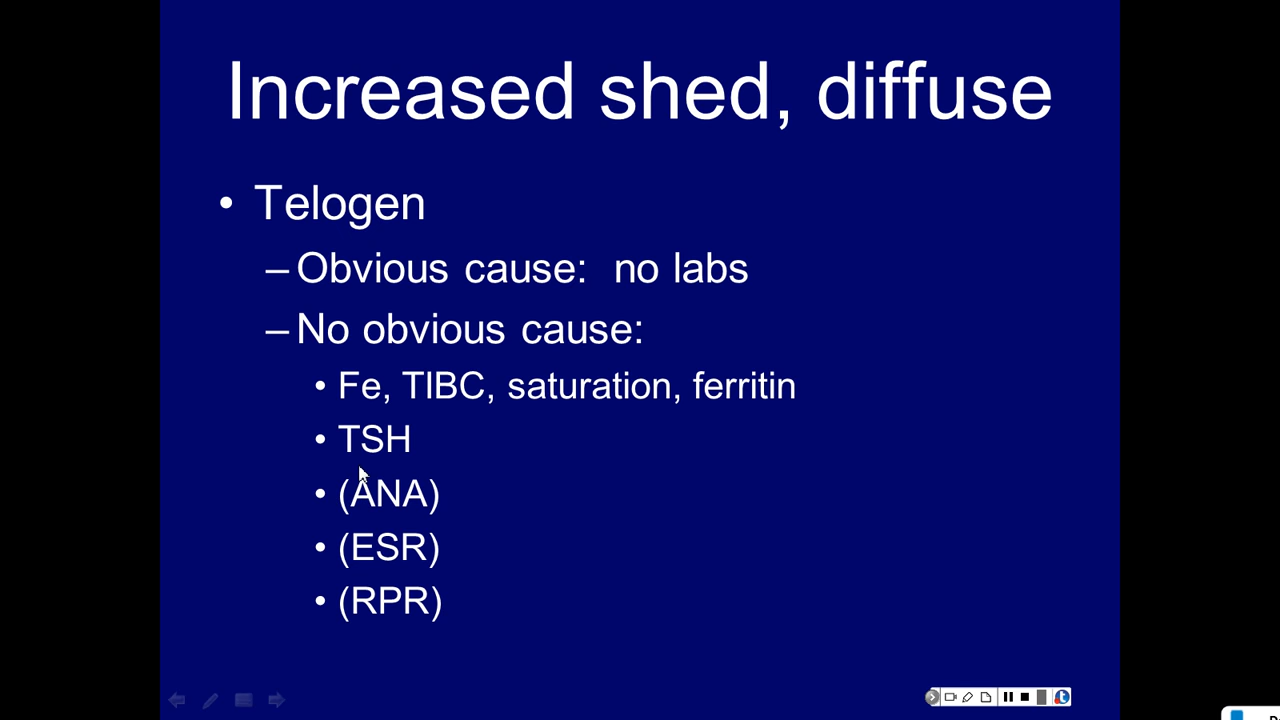 Increased shed, diffuse
• Telogen
– Obvious cause: no labs
– No obvious cause:
• Fe, TIBC, saturation, ferritin
• TSH
• (ANA)
• (ESR)
• (RPR)